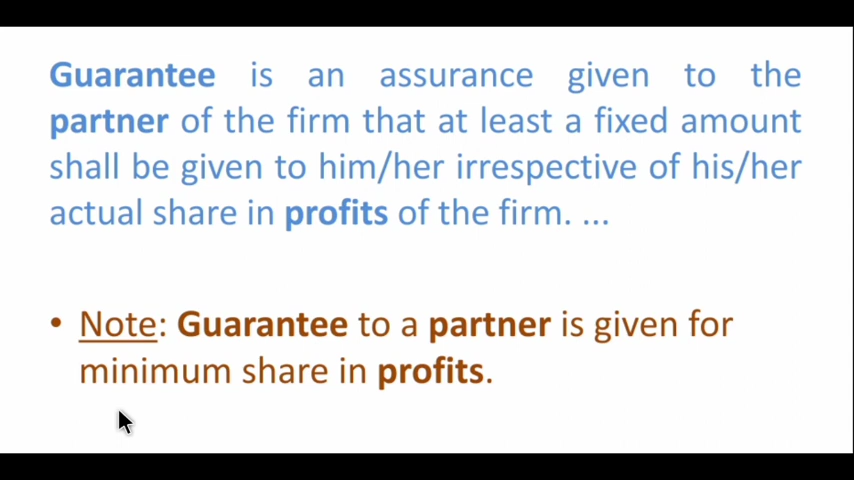 Guarantee is an assurance given to the
partner of the firm that at least a fixed amount
shall be given to him/her irrespective of his/her
actual share in profits of the firm. ...
• Note: Guarantee to a partner is given for
minimum share in profits.